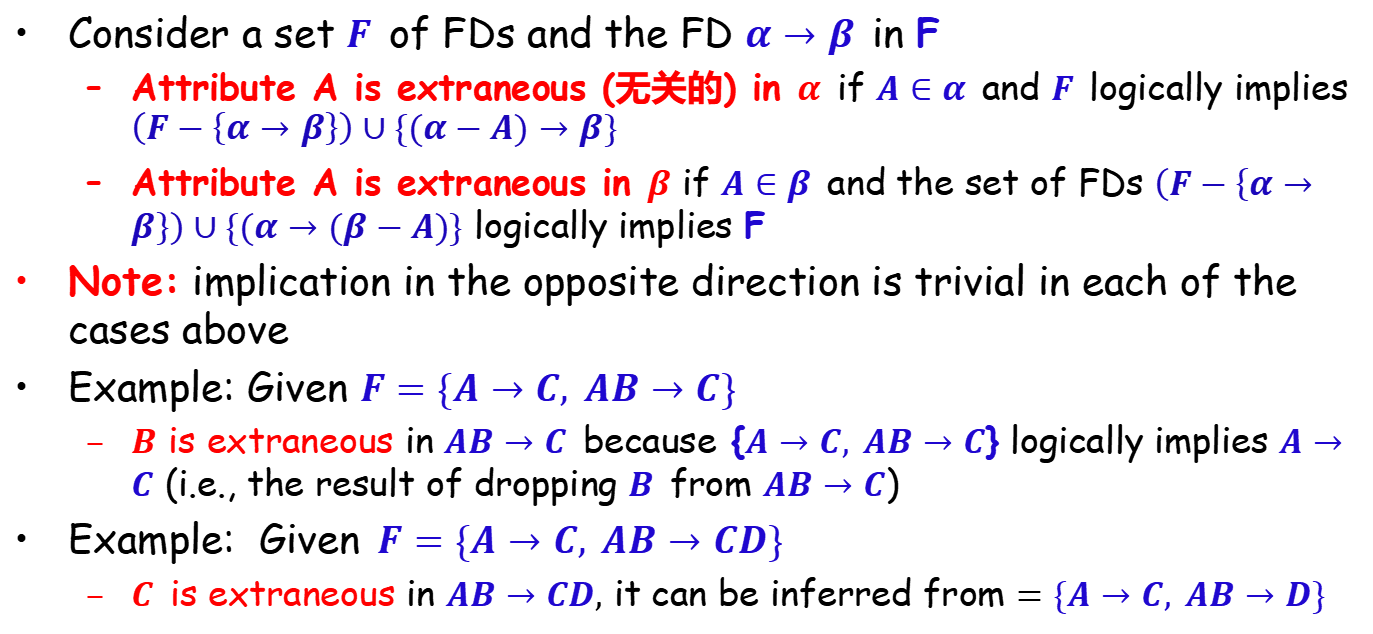 • Consider a set F of FDs and the FD α → β in F
– Attribute A is extraneous (无关的) in α if A ∈ α and F logically implies
(F − {α → β}) ∪ {(α − A) → β}
– Attribute A is extraneous in β if A ∈ β and the set of FDs (F − {α →
β}) ∪ {(α → (β − A)} logically implies F
• Note: implication in the opposite direction is trivial in each of the
cases above
• Example: Given F = {A → C, AB → C}
– B is extraneous in AB → C because {A → C, AB → C} logically implies A →
C (i.e., the result of dropping B from AB → C)
• Example: Given F = {A → C, AB → CD}
– C is extraneous in AB → CD, it can be inferred from = {A → C, AB → D}